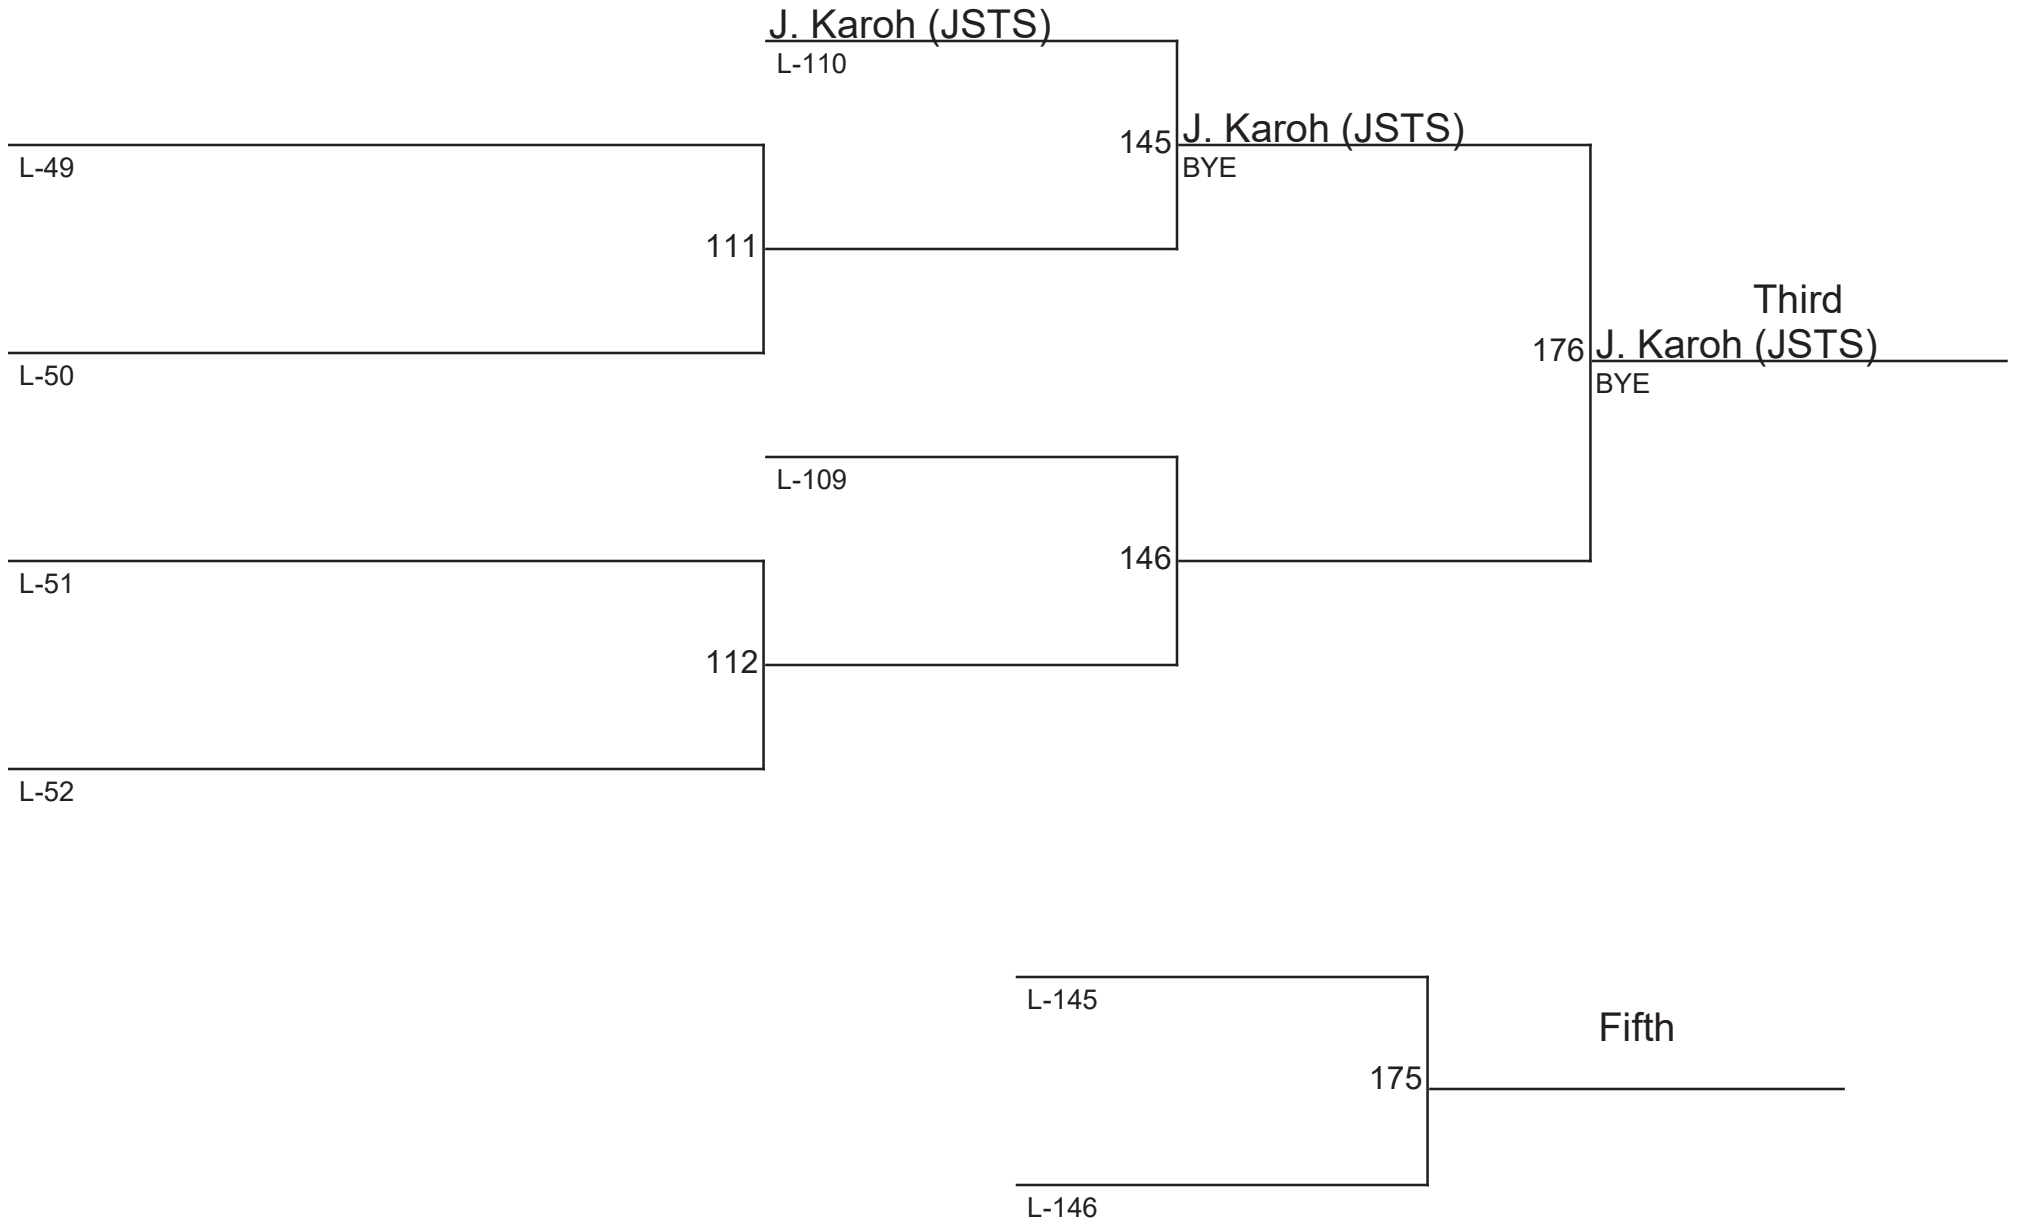 J. Karoh (JSTS)
L-110
145
J. Karoh (JSTS)
BYE
L-49
111
L-50
Third
176
J. Karoh (JSTS)
BYE
L-109
146
L-51
112
L-52
L-145
Fifth
175
L-146